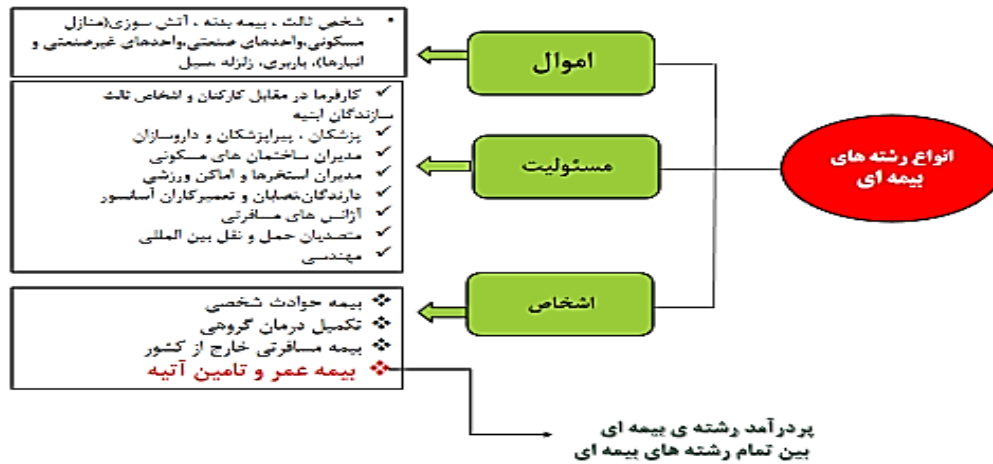 انواع رشته های
بیمه ای
اموال
شخص ثالث ، بیمه بدنه ، آتش سوزی(منازل
مسکونی،واحدهای صنعتی،واحدهای غیرصنعتی و
انبارها)، باربری، زلزله ،سیل
مسئولیت
کارفرما در مقابل کارکنان و اشخاص ثالث
سازندگان ابنیه
پزشکان ، پیراپزشکان و داروسازان
مدیران ساختمان های مسکونی
مدیران استخرها و اماکن ورزشی
دارندگان،نصابان و تعمیرکاران آسانسور
آژانس های مسافرتی
متصدیان حمل و نقل بین المللی
مهندسی
اشخاص
بیمه حوادث شخصی
تکمیل درمان گروهی
بیمه مسافرتی خارج از کشور
بیمه عمر و تامین آتیه
پردرآمد رشته ی بیمه ای
بین تمام رشته های بیمه ای